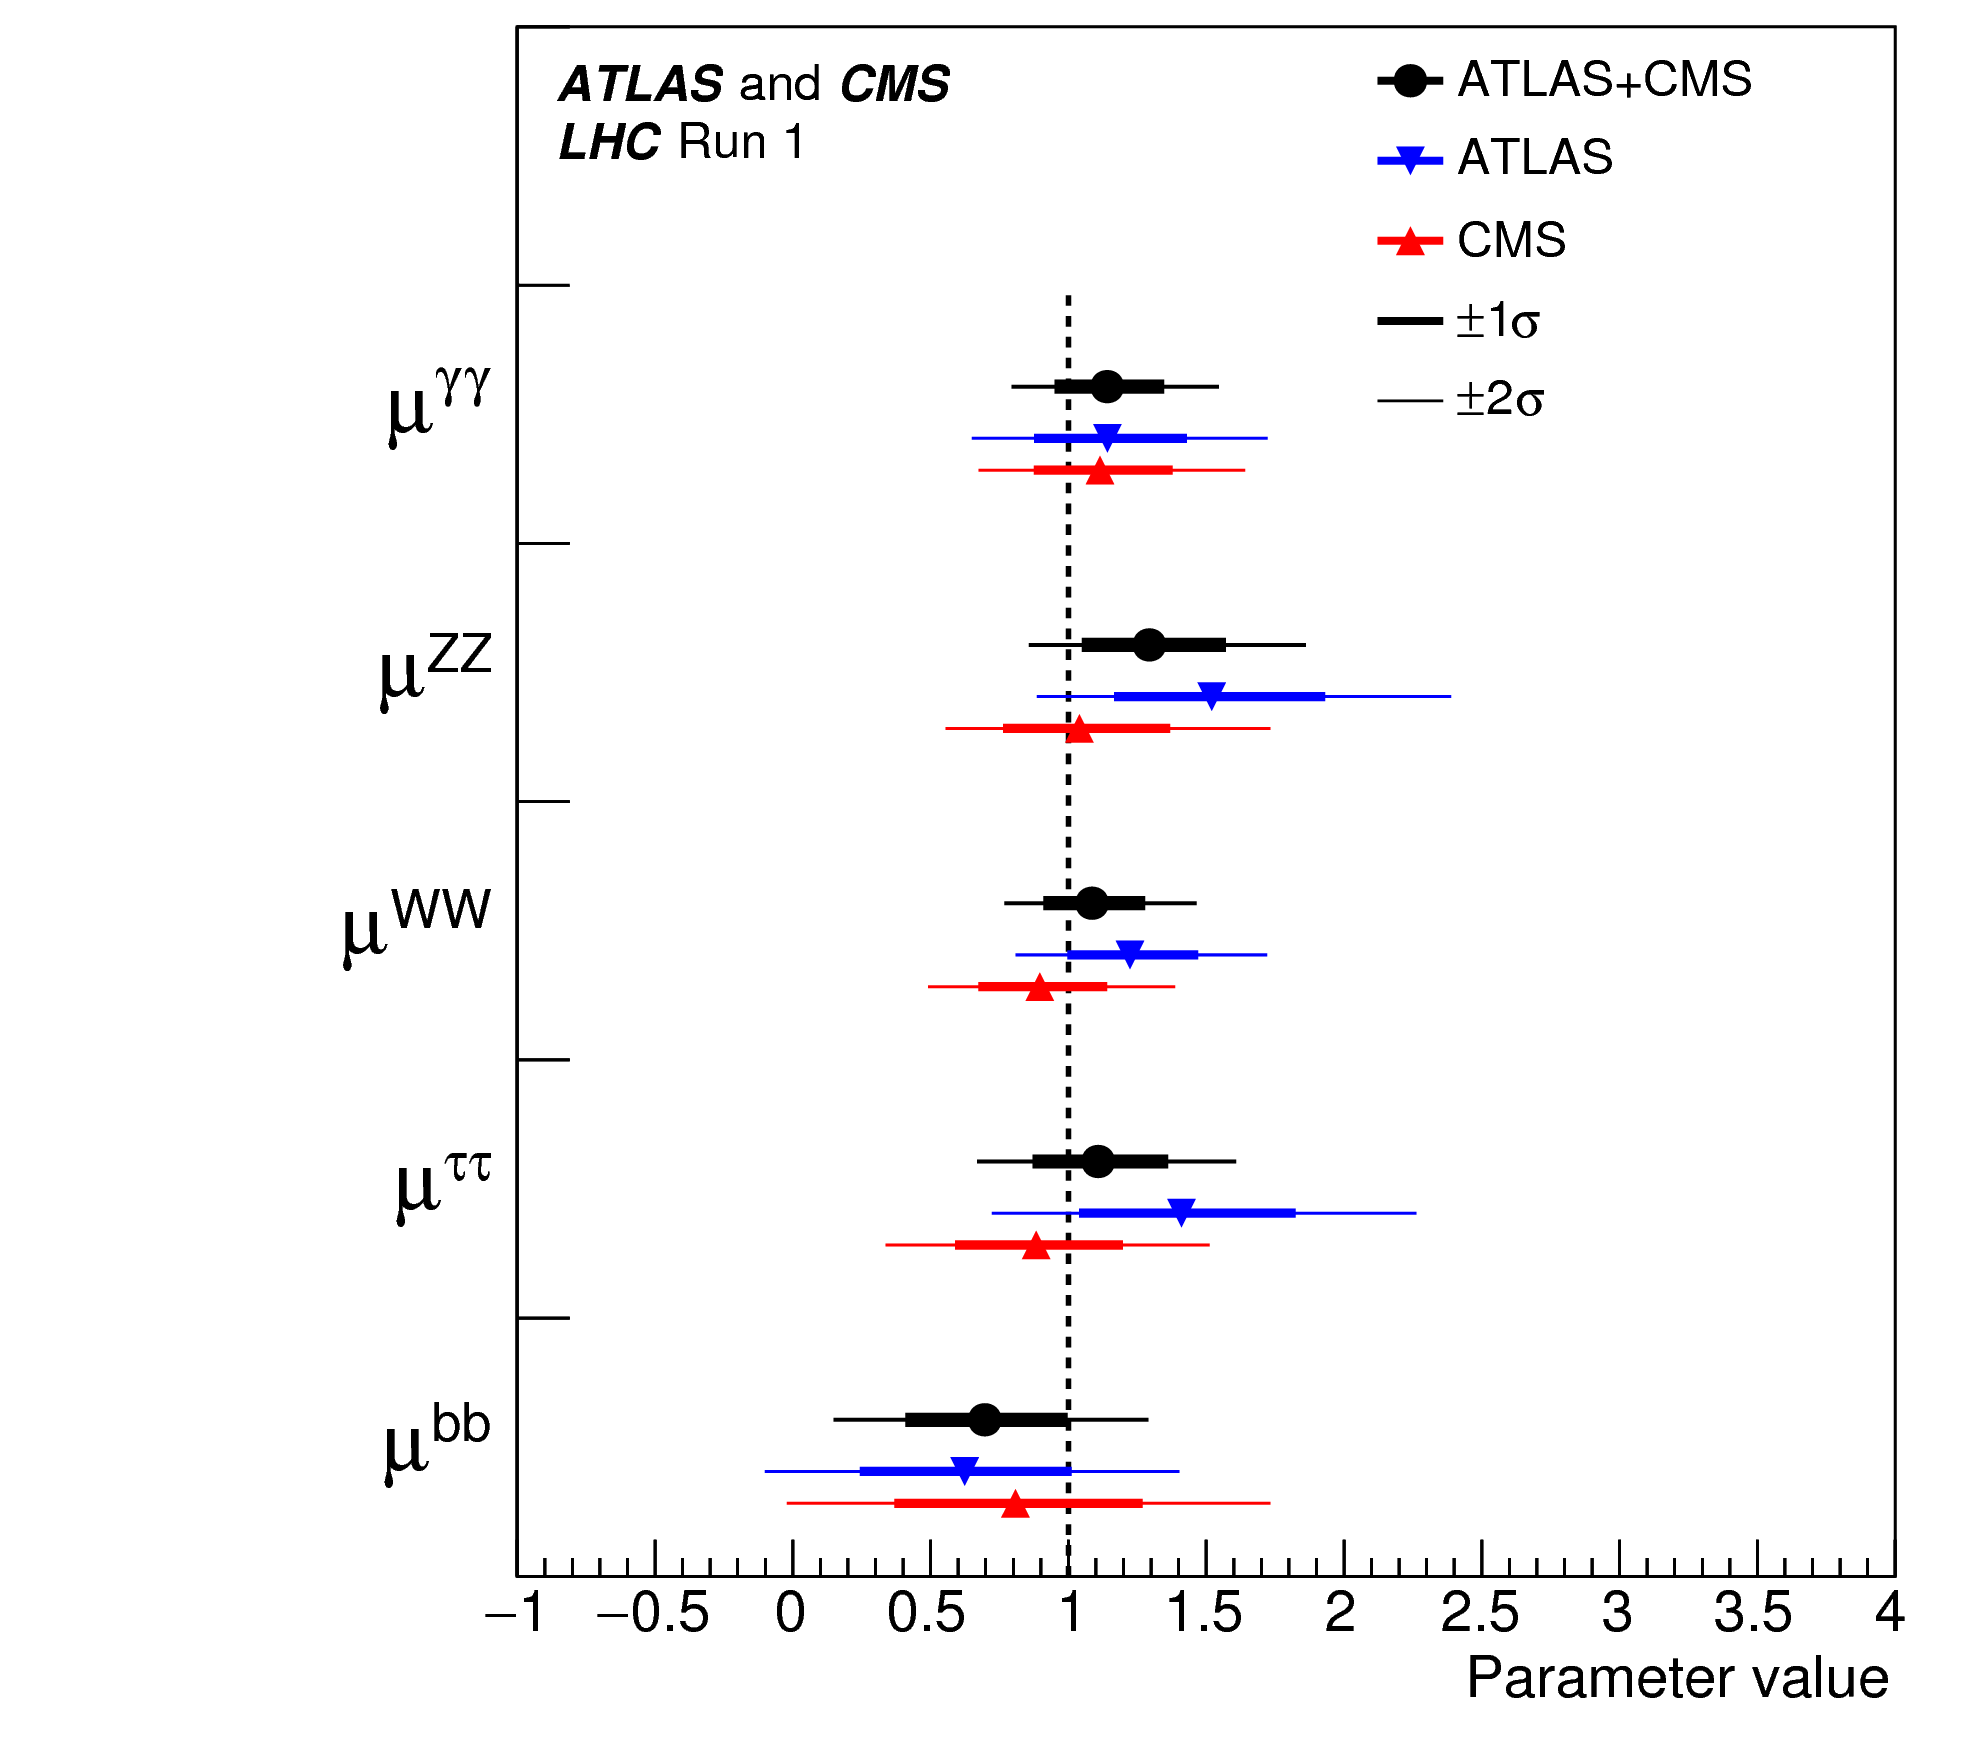 ATLAS and CMS
LHC Run 1
ATLAS+CMS
ATLAS
CMS
±1σ
±2σ
μ^γγ
μ^ZZ
μ^WW
μ^ττ
μ^bb
−1 −0.5 0 0.5 1 1.5 2 2.5 3 3.5 4
Parameter value